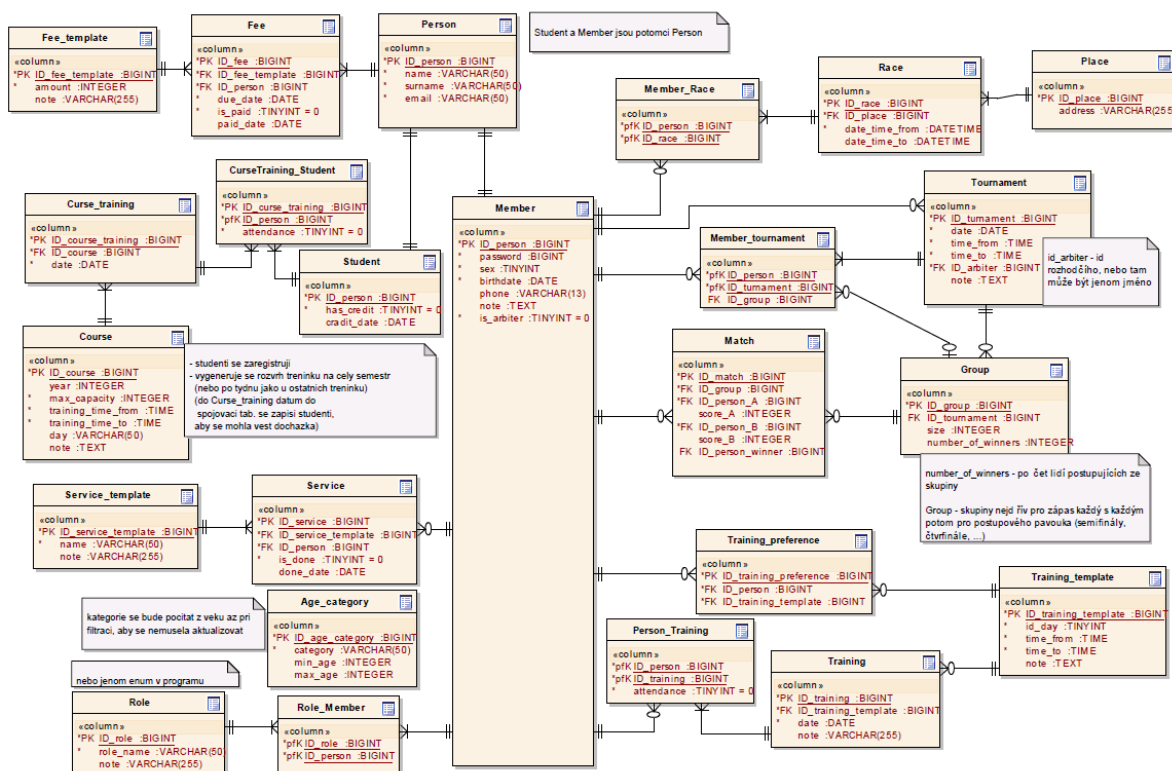 Fee_template
«column»
*PK ID_fee_template :BIGINT
* amount :INTEGER
note :VARCHAR(255)
Fee
«column»
*PK ID_fee :BIGINT
*FK ID_fee_template :BIGINT
*FK ID_person :BIGINT
* due_date :DATE
* is_paid :TINYINT = 0
paid_date :DATE
Person
«column»
*PK ID_person :BIGINT
* name :VARCHAR(50)
* surname :VARCHAR(50)
* email :VARCHAR(50)
Student a Member jsou potomci Person
Member_Race
«column»
*pfK ID_person :BIGINT
*pfK ID_race :BIGINT
Race
«column»
*PK ID_race :BIGINT
*FK ID_place :BIGINT
* date_time_from :DATETIME
date_time_to :DATETIME
Place
«column»
*PK ID_place :BIGINT
address :VARCHAR(255)
CurseTraining_Student
«column»
*PK ID_curse_training :BIGINT
*pfK ID_person :BIGINT
* attendance :TINYINT = 0
Curse_training
«column»
*PK ID_course_training :BIGINT
*FK ID_course :BIGINT
* date :DATE
Student
«column»
*PK ID_person :BIGINT
* has_credit :TINYINT = 0
cradit_date :DATE
Member
«column»
*PK ID_person :BIGINT
* password :BIGINT
* sex :TINYINT
* birthdate :DATE
phone :VARCHAR(13)
* note :TEXT
* is_arbiter :TINYINT = 0
Member_tournament
«column»
*pfK ID_person :BIGINT
*pfK ID_turnament :BIGINT
FK ID_group :BIGINT
Tournament
«column»
*PK ID_turnament :BIGINT
* date :DATE
* time_from :TIME
* time_to :TIME
*FK ID_arbiter :BIGINT
note :TEXT
id_arbiter - id
rozhodčího, nebo tam
může být jenom jméno
Course
«column»
*PK ID_course :BIGINT
year :INTEGER
* max_capacity :INTEGER
* training_time_from :TIME
* training_time_to :TIME
* day :VARCHAR(50)
note :TEXT
- studenti se zaregistruji
- vygeneruje se rozvrh treninku na cely semestr
(nebo po tydnu jako u ostatnich treninku)
(do Curse_training datum do
spojovaci tab. se zapisi studenti,
aby se mohla vest dochazka)
Match
«column»
*PK ID_match :BIGINT
*FK ID_group :BIGINT
*FK ID_person_A :BIGINT
score_A :INTEGER
*FK ID_person_B :BIGINT
score_B :INTEGER
FK ID_person_winner :BIGINT
Group
«column»
*PK ID_group :BIGINT
FK ID_tournament :BIGINT
size :INTEGER
number_of_winners :INTEGER
number_of_winners - po čet lidí postupujících ze
skupiny
Group - skupiny nejd řív pro zápas každý s každým
potom pro postupového pavouka (semifinály,
čtvrfinále, ...)
Service_template
«column»
*PK ID_service_template :BIGINT
* name :VARCHAR(50)
note :VARCHAR(255)
Service
«column»
*PK ID_service :BIGINT
*FK ID_service_template :BIGINT
*FK ID_person :BIGINT
* is_done :TINYINT = 0
done_date :DATE
Training_preference
«column»
*PK ID_training_preference :BIGINT
*FK ID_person :BIGINT
*FK ID_training_template :BIGINT
Training_template
«column»
*PK ID_training_template :BIGINT
* id_day :TINYINT
* time_from :TIME
* time_to :TIME
note :TEXT
kategorie se bude pocitat z veku az pri
filtraci, aby se nemusela aktualizovat
Age_category
«column»
*PK ID_age_category :BIGINT
* category :VARCHAR(50)
min_age :INTEGER
max_age :INTEGER
Person_Training
«column»
*pfK ID_person :BIGINT
*pfK ID_training :BIGINT
* attendance :TINYINT = 0
Training
«column»
*PK ID_training :BIGINT
*FK ID_training_template :BIGINT
* date :DATE
note :VARCHAR(255)
nebo jenom enum v programu
Role
«column»
*PK ID_role :BIGINT
* role_name :VARCHAR(50)
note :VARCHAR(255)
Role_Member
«column»
*pfK ID_role :BIGINT
*pfK ID_person :BIGINT